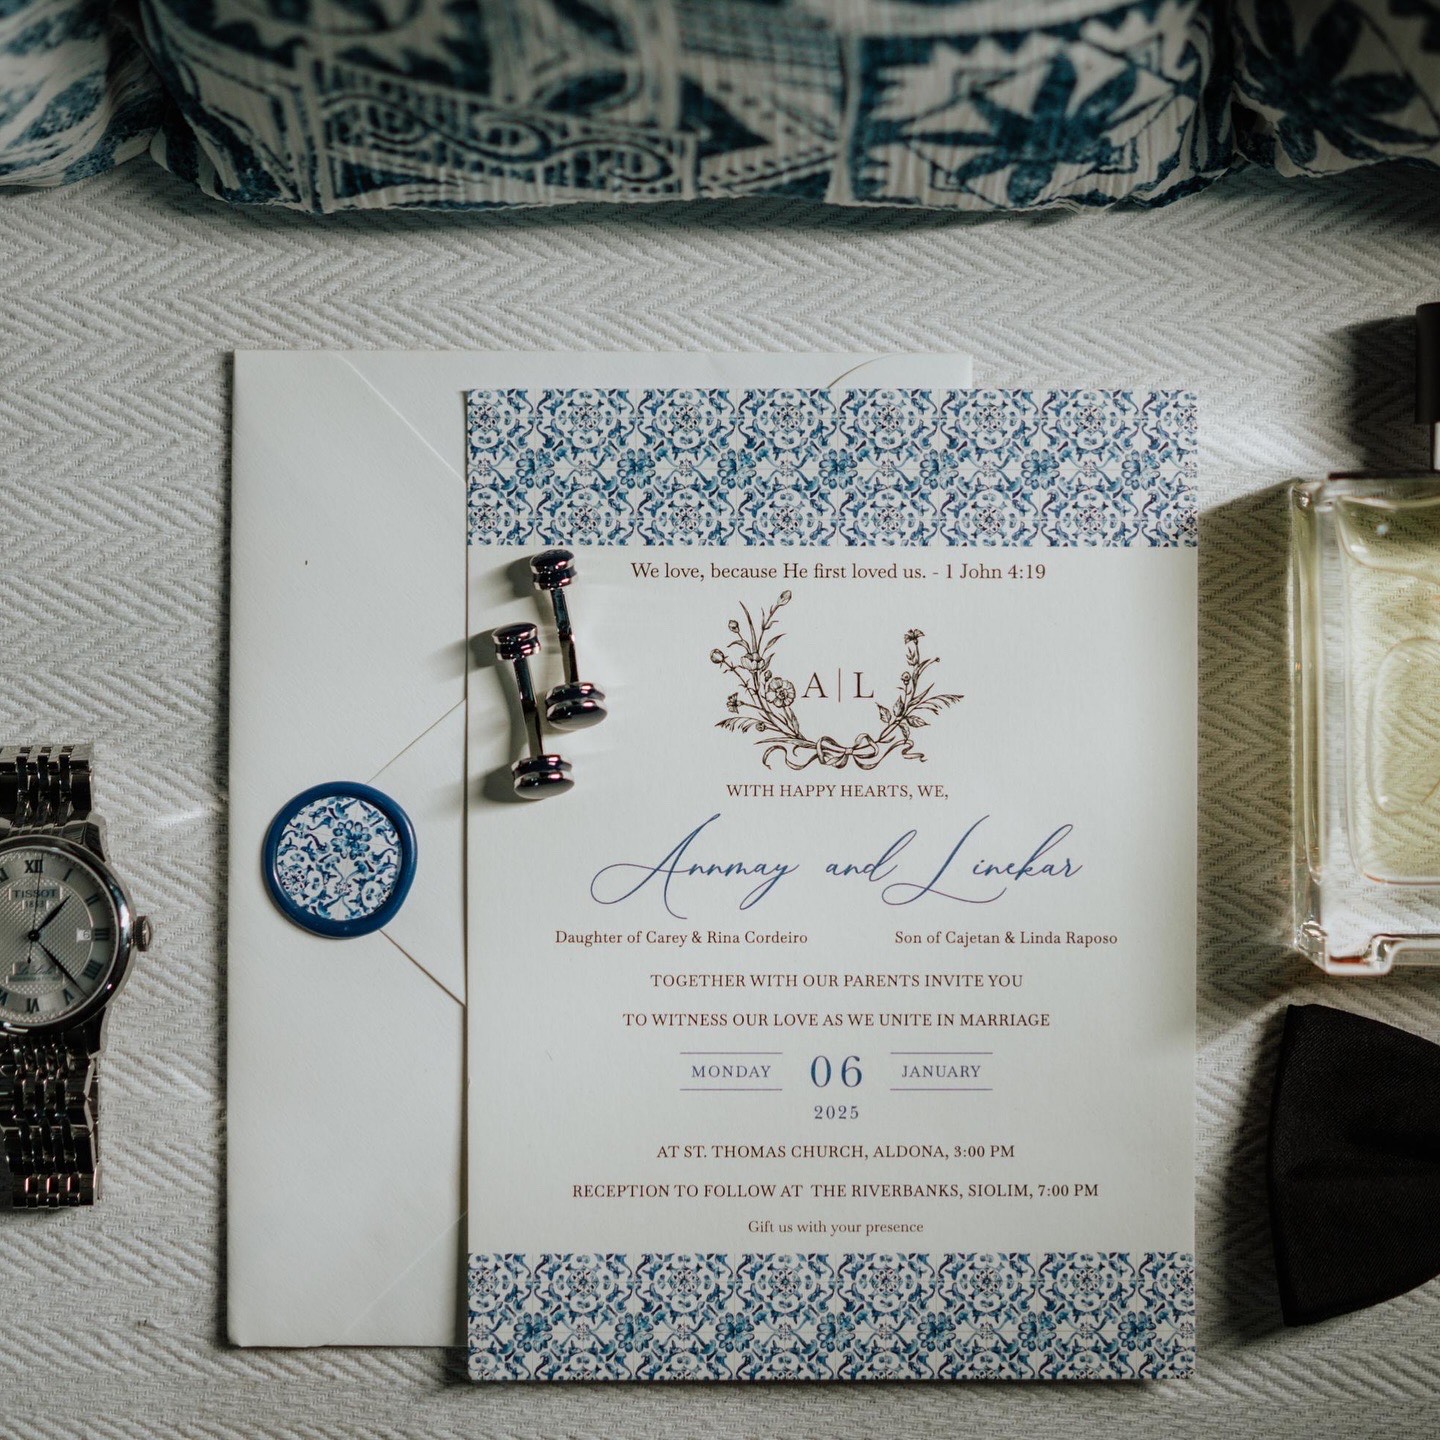 We love, because He first loved us. - 1 John 4:19
A | L
WITH HAPPY HEARTS, WE,
Annmay and Linekar
Daughter of Carey & Rina Cordeiro
Son of Cajetan & Linda Raposo
TOGETHER WITH OUR PARENTS INVITE YOU
TO WITNESS OUR LOVE AS WE UNITE IN MARRIAGE
MONDAY 06 JANUARY
2025
AT ST. THOMAS CHURCH, ALDONA, 3:00 PM
RECEPTION TO FOLLOW AT THE RIVERBANKS, SIOLIM, 7:00 PM
Gift us with your presence
XII
TISSOT
1853